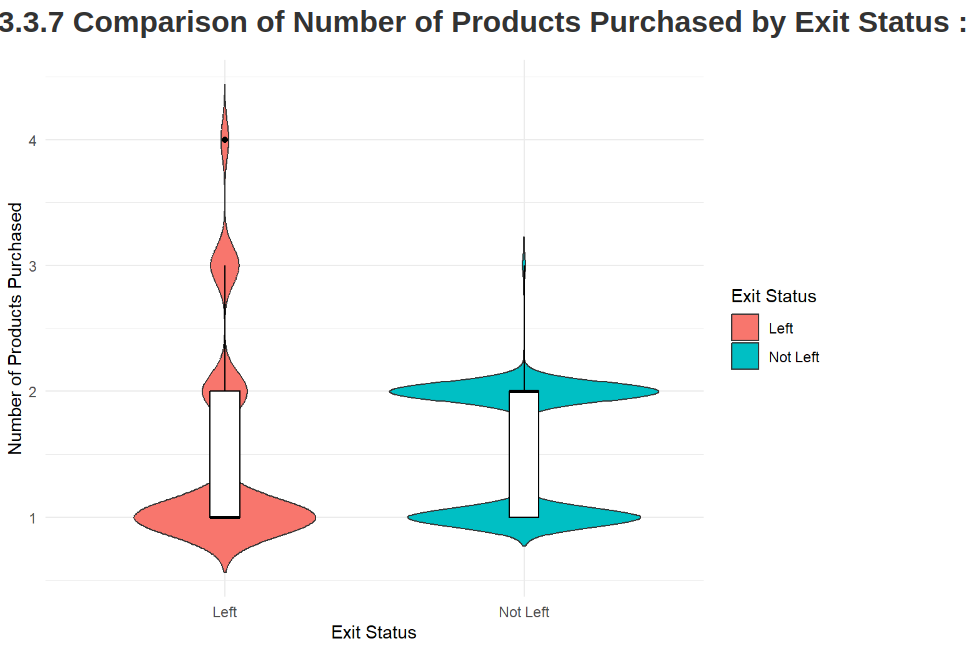 3.3.7 Comparison of Number of Products Purchased by Exit Status :
4
3
2
1
Number of Products Purchased
Left
Not Left
Exit Status
Exit Status
Left
Not Left